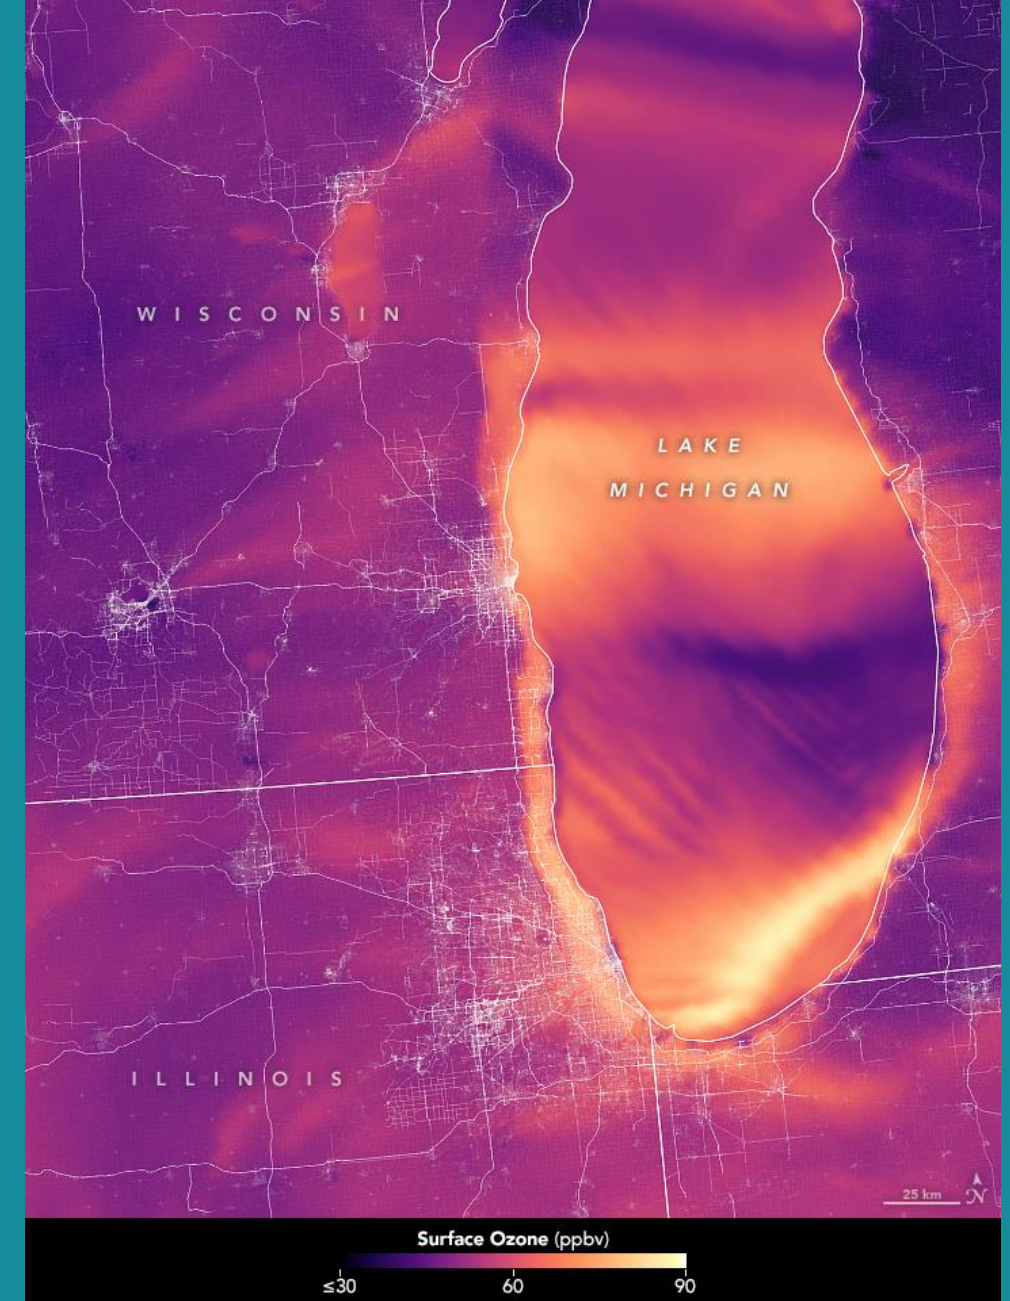 WISCONSIN
LAKE
MICHIGAN
ILLINOIS
25 km
N
Surface Ozone (ppbv)
≤30 60 90